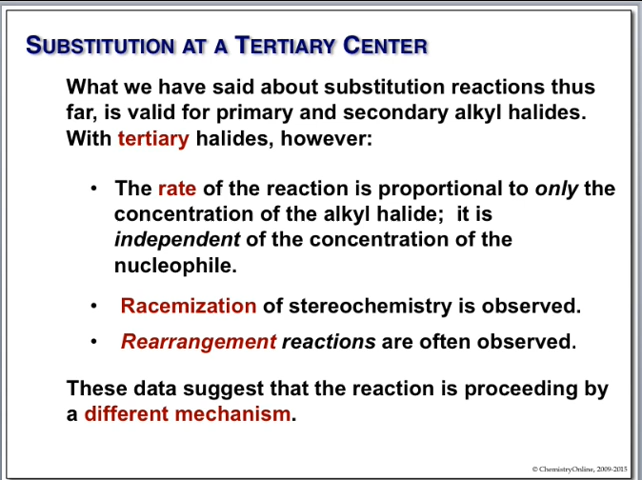 SUBSTITUTION AT A TERTIARY CENTER
What we have said about substitution reactions thus
far, is valid for primary and secondary alkyl halides.
With tertiary halides, however:
• The rate of the reaction is proportional to only the
concentration of the alkyl halide; it is
independent of the concentration of the
nucleophile.
• Racemization of stereochemistry is observed.
• Rearrangement reactions are often observed.
These data suggest that the reaction is proceeding by
a different mechanism.
© ChemistryOnline, 2009-2015